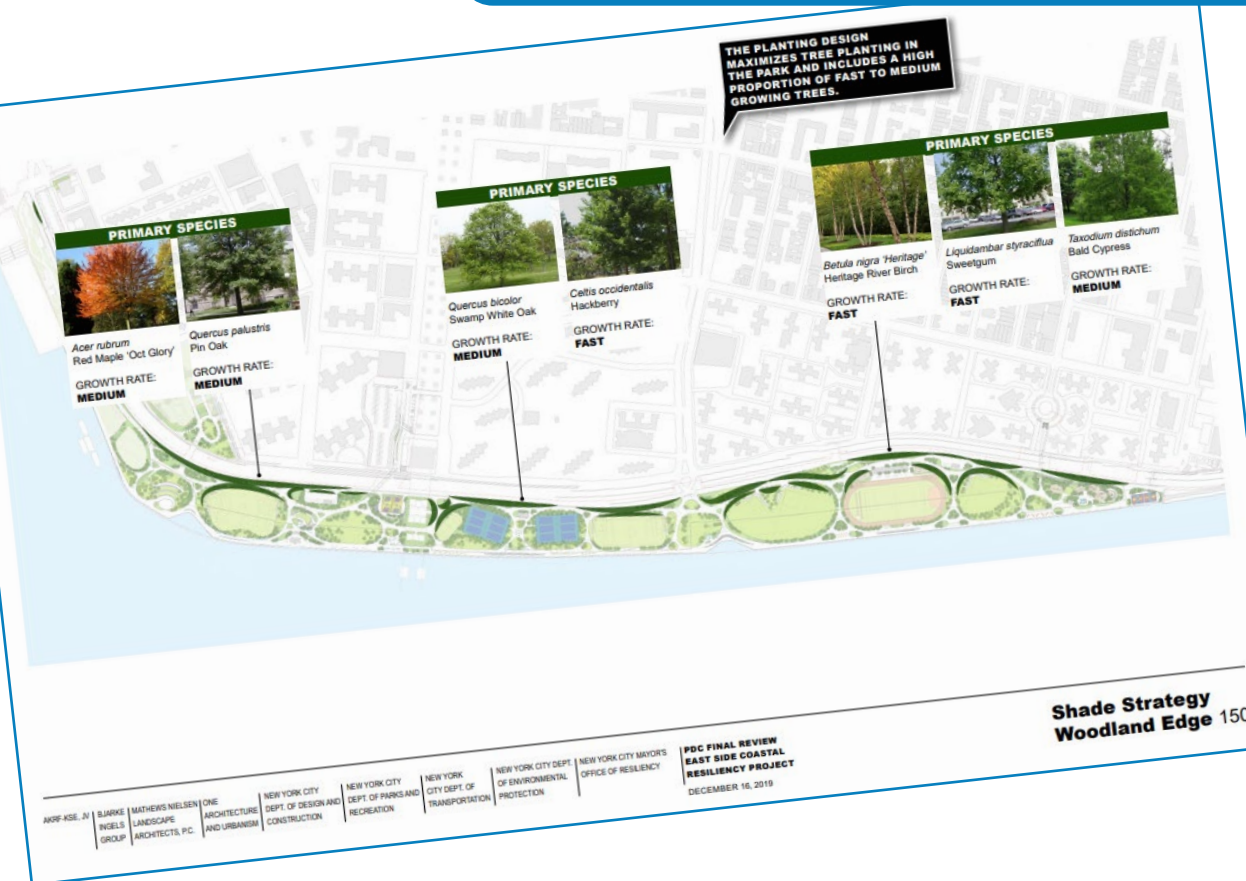 THE PLANTING DESIGN
MAXIMIZES TREE PLANTING IN
THE PARK AND INCLUDES A HIGH
PROPORTION OF FAST TO MEDIUM
GROWING TREES.
PRIMARY SPECIES
Acer rubrum
Red Maple 'Oct Glory'
GROWTH RATE:
MEDIUM
Quercus palustris
Pin Oak
GROWTH RATE:
MEDIUM
PRIMARY SPECIES
Quercus bicolor
Swamp White Oak
GROWTH RATE:
MEDIUM
Celtis occidentalis
Hackberry
GROWTH RATE:
FAST
PRIMARY SPECIES
Betula nigra 'Heritage'
Heritage River Birch
GROWTH RATE:
FAST
Liquidambar styraciflua
Sweetgum
GROWTH RATE:
FAST
Taxodium distichum
Bald Cypress
GROWTH RATE:
MEDIUM
Shade Strategy
Woodland Edge 150
AKRF-KSE, JV
BJARKE
INGELS
GROUP
MATHEWS NIELSEN
LANDSCAPE
ARCHITECTS, P.C.
ONE
ARCHITECTURE
AND URBANISM
NEW YORK CITY
DEPT. OF DESIGN AND
CONSTRUCTION
NEW YORK CITY
DEPT. OF PARKS AND
RECREATION
NEW YORK
CITY DEPT. OF
TRANSPORTATION
NEW YORK CITY DEPT.
OF ENVIRONMENTAL
PROTECTION
NEW YORK CITY MAYOR'S
OFFICE OF RESILIENCY
PDC FINAL REVIEW
EAST SIDE COASTAL
RESILIENCY PROJECT
DECEMBER 16, 2019